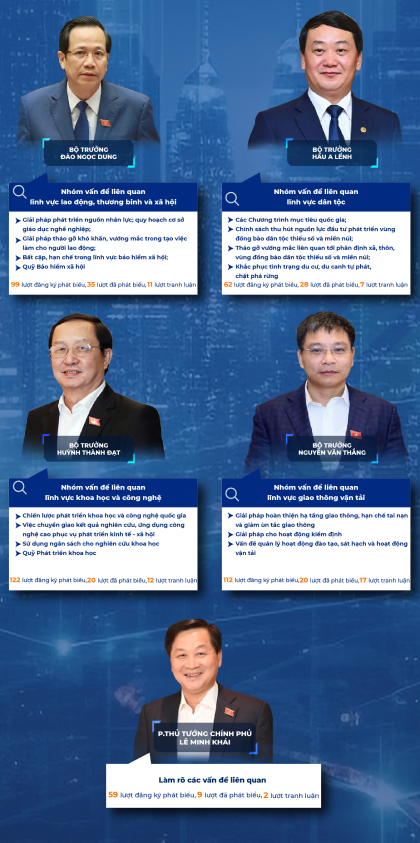 BỘ TRƯỞNG
ĐÀO NGỌC DUNG
Nhóm vấn đề liên quan
lĩnh vực lao động, thương binh và xã hội
Giải pháp phát triển nguồn nhân lực; quy hoạch cơ sở
giáo dục nghề nghiệp;
Giải pháp tháo gỡ khó khăn, vướng mắc trong tạo việc
làm cho người lao động;
Bất cập, hạn chế trong lĩnh vực bảo hiểm xã hội;
Quỹ Bảo hiểm xã hội
99 lượt đăng ký phát biểu, 35 lượt đã phát biểu, 11 lượt tranh luận
BỘ TRƯỞNG
HẦU A LỀNH
Nhóm vấn đề liên quan
lĩnh vực dân tộc
Các Chương trình mục tiêu quốc gia;
Chính sách thu hút nguồn lực đầu tư phát triển vùng
đồng bào dân tộc thiểu số và miền núi;
Tháo gỡ vướng mắc liên quan tới phân định xã, thôn,
vùng đồng bào dân tộc thiểu số và miền núi;
Khắc phục tình trạng du cư, du canh tự phát,
chặt phá rừng
62 lượt đăng ký phát biểu, 28 lượt đã phát biểu, 7 lượt tranh luận
BỘ TRƯỞNG
HUỲNH THÀNH ĐẠT
Nhóm vấn đề liên quan
lĩnh vực khoa học và công nghệ
Chiến lược phát triển khoa học và công nghệ quốc gia
Việc chuyển giao kết quả nghiên cứu, ứng dụng công
nghệ cao phục vụ phát triển kinh tế - xã hội
Sử dụng ngân sách cho nghiên cứu khoa học
Quỹ Phát triển khoa học
122 lượt đăng ký phát biểu, 20 lượt đã phát biểu, 12 lượt tranh luận
BỘ TRƯỞNG
NGUYỄN VĂN THẮNG
Nhóm vấn đề liên quan
lĩnh vực giao thông vận tải
Giải pháp hoàn thiện hạ tầng giao thông, hạn chế tai nạn
và giảm ùn tắc giao thông
Giải pháp cho hoạt động kiểm định
Vấn đề quản lý hoạt động đào tạo, sát hạch và hoạt động
vận tải
112 lượt đăng ký phát biểu, 20 lượt đã phát biểu, 17 lượt tranh luận
P.THỦ TƯỚNG CHÍNH PHỦ
LÊ MINH KHÁI
Làm rõ các vấn đề liên quan
59 lượt đăng ký phát biểu, 9 lượt đã phát biểu, 2 lượt tranh luận